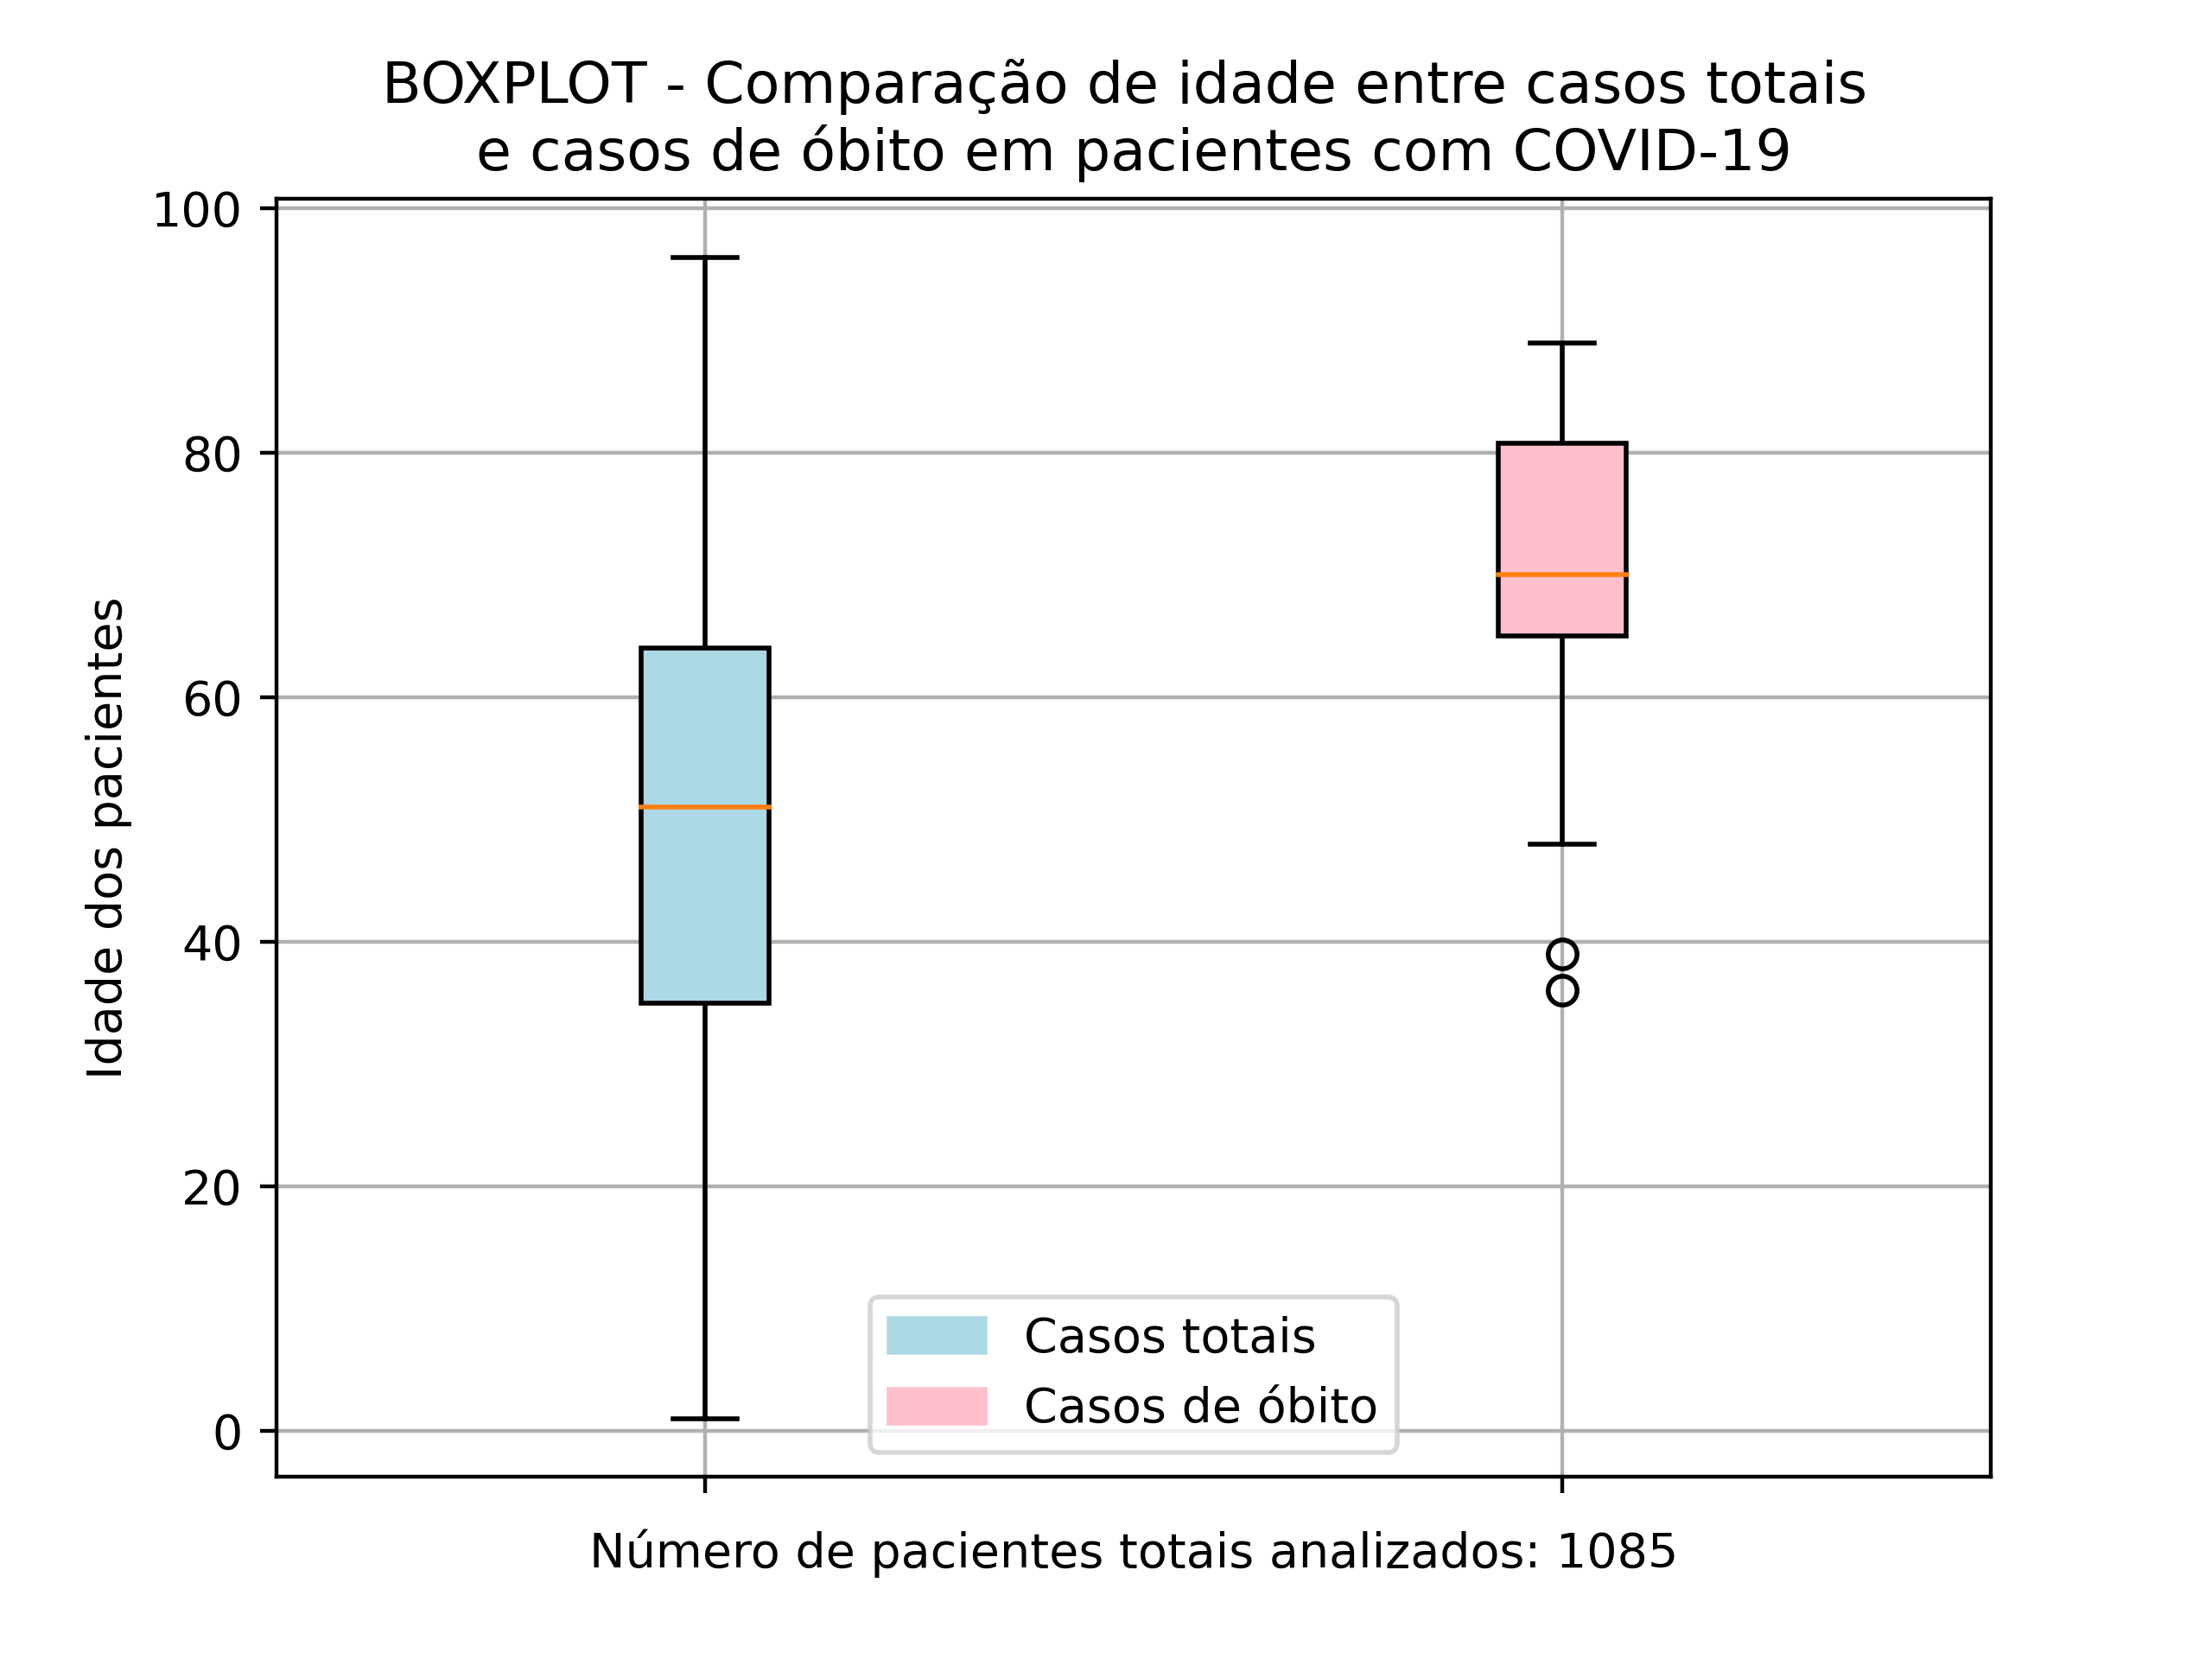 BOXPLOT - Comparação de idade entre casos totais
e casos de óbito em pacientes com COVID-19
100
80
60
40
20
0
Idade dos pacientes
Casos totais
Casos de óbito
Número de pacientes totais analizados: 1085